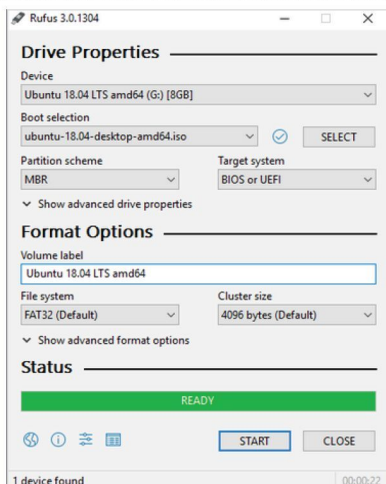 Rufus 3.0.1304
Drive Properties
Device
Ubuntu 18.04 LTS amd64 (G:) [8GB]
Boot selection
ubuntu-18.04-desktop-amd64.iso
SELECT
Partition scheme
Target system
MBR
BIOS or UEFI
Show advanced drive properties
Format Options
Volume label
Ubuntu 18.04 LTS amd64
File system
Cluster size
FAT32 (Default)
4096 bytes (Default)
Show advanced format options
Status
READY
START
CLOSE
1 device found
00:00:22